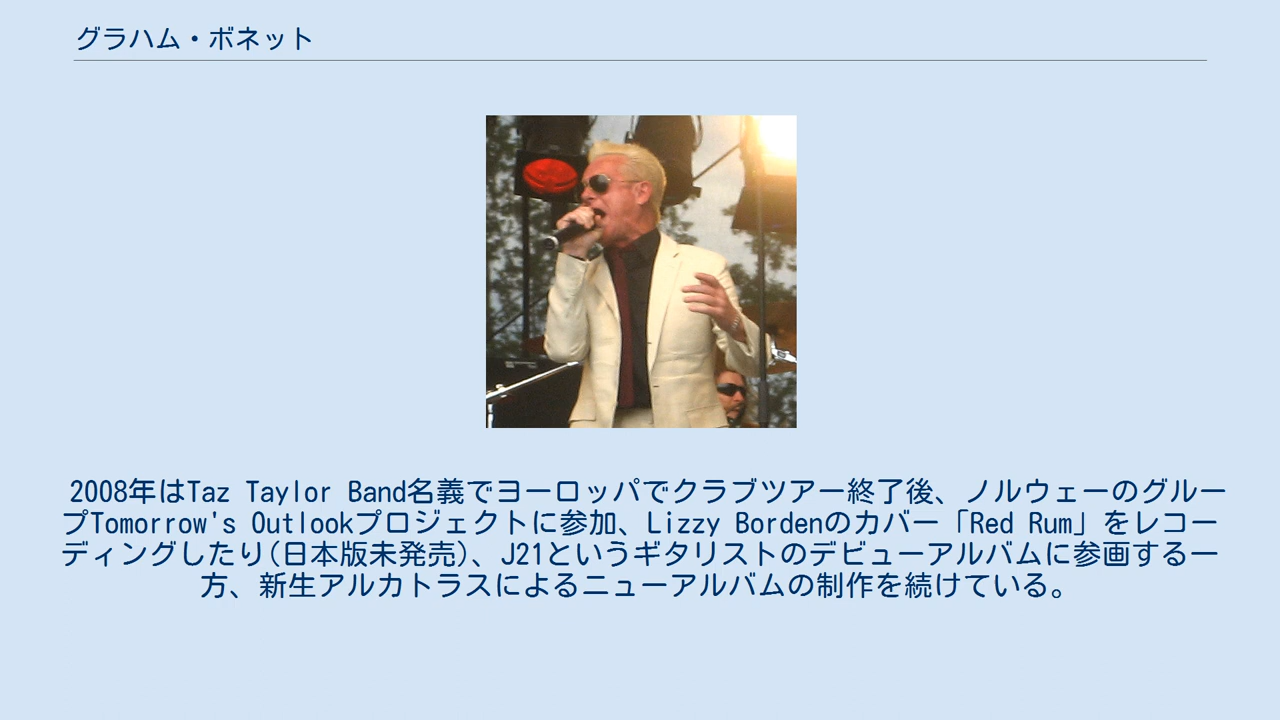 グラハム・ボネット
2008年はTaz Taylor Band名義でヨーロッパでクラブツアー終了後、ノルウェーのグルー
プTomorrow's Outlookプロジェクトに参加、Lizzy Bordenのカバー「Red Rum」をレコー
ディングしたり(日本版未発売)、J21というギタリストのデビューアルバムに参画する一
方、新生アルカトラスによるニューアルバムの制作を続けている。